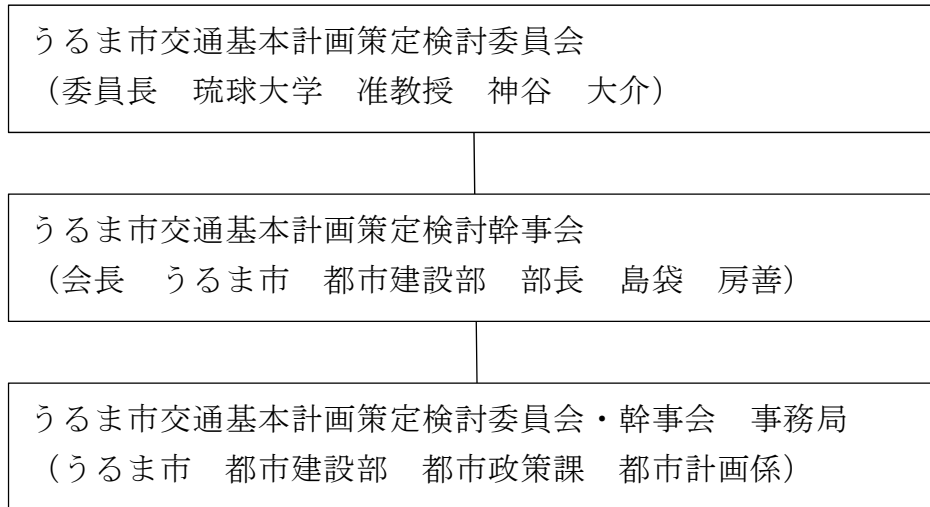 うるま市交通基本計画策定検討委員会
（委員長　琉球大学　准教授　神谷　大介）
うるま市交通基本計画策定検討幹事会
（会長　うるま市　都市建設部　部長　島袋　房善）
うるま市交通基本計画策定検討委員会・幹事会　事務局
（うるま市　都市建設部　都市政策課　都市計画係）